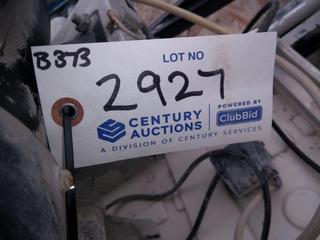 B373
LOT NO
2927
CENTURY AUCTIONS
POWERED BY
ClubBid
A DIVISION OF CENTURY SERVICES